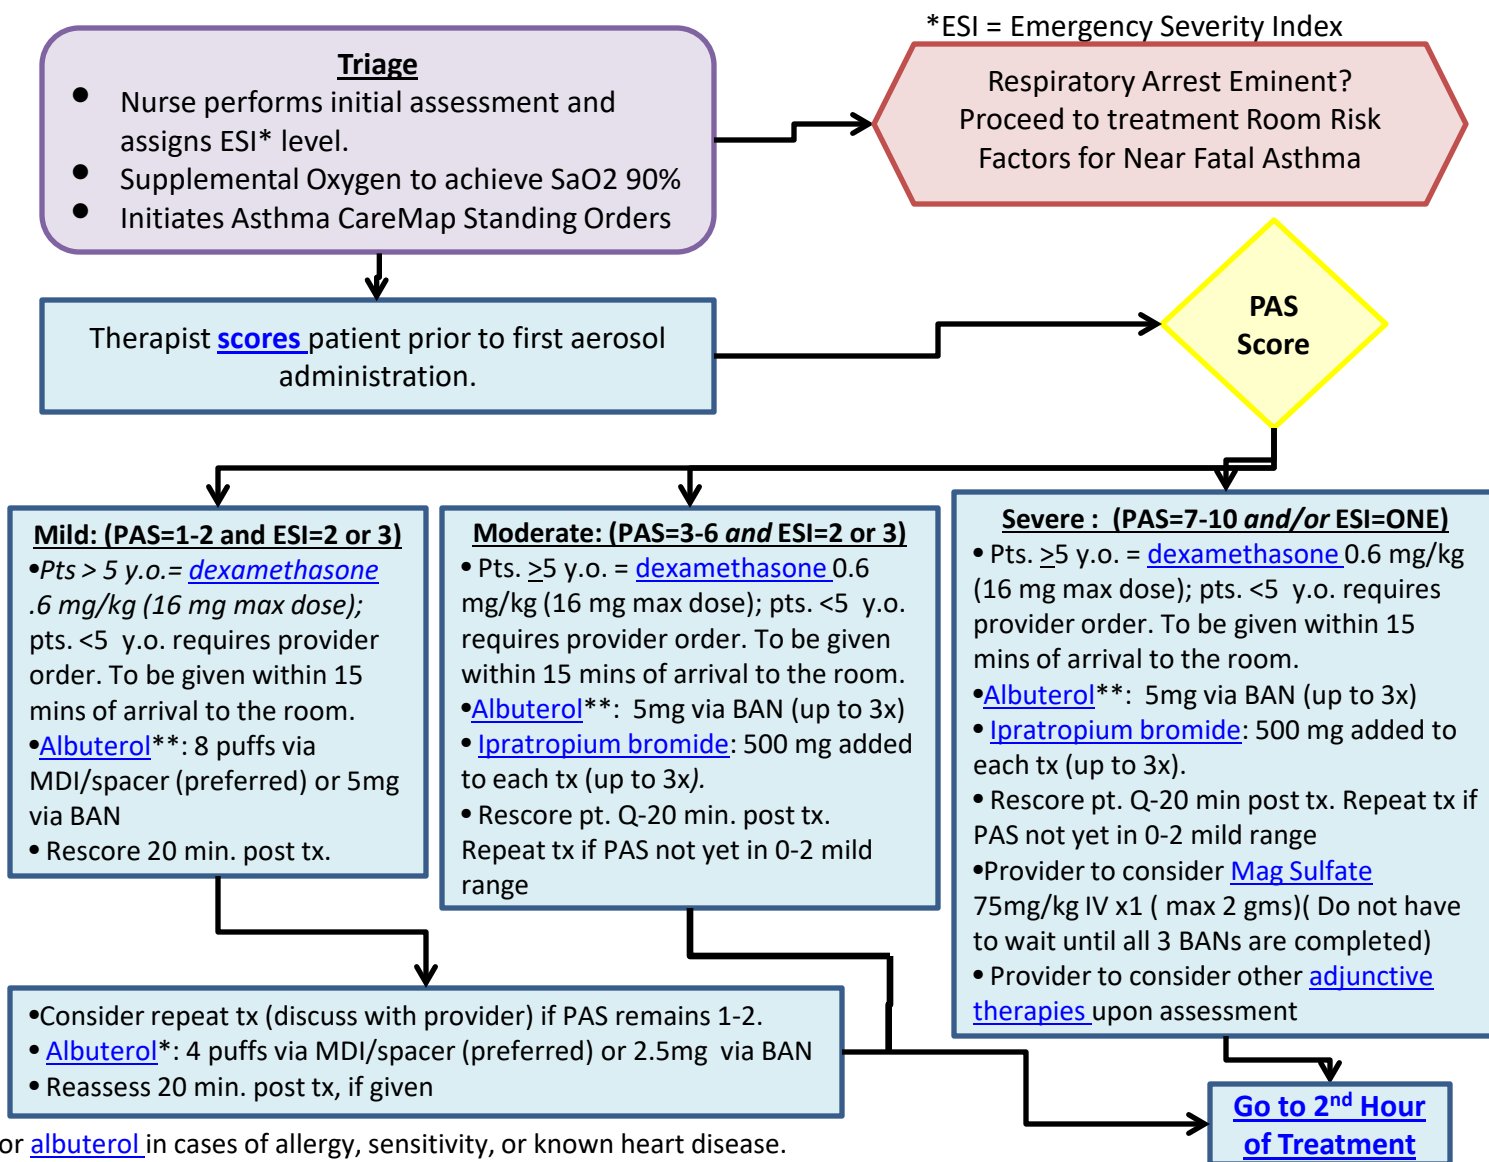 *ESI = Emergency Severity Index
Triage
• Nurse performs initial assessment and
assigns ESI* level.
• Supplemental Oxygen to achieve SaO2 90%
• Initiates Asthma CareMap Standing Orders
Respiratory Arrest Eminent?
Proceed to treatment Room Risk
Factors for Near Fatal Asthma
Therapist scores patient prior to first aerosol
administration.
PAS
Score
Mild: (PAS=1-2 and ESI=2 or 3)
•Pts > 5 y.o.= dexamethasone
.6 mg/kg (16 mg max dose);
pts. <5 y.o. requires provider
order. To be given within 15
mins of arrival to the room.
•Albuterol**: 8 puffs via
MDI/spacer (preferred) or 5mg
via BAN
• Rescore 20 min. post tx.
Moderate: (PAS=3-6 and ESI=2 or 3)
• Pts. >5 y.o. = dexamethasone 0.6
mg/kg (16 mg max dose); pts. <5 y.o.
requires provider order. To be given
within 15 mins of arrival to the room.
•Albuterol**: 5mg via BAN (up to 3x)
• Ipratropium bromide: 500 mg added
to each tx (up to 3x).
• Rescore pt. Q-20 min. post tx.
Repeat tx if PAS not yet in 0-2 mild
range
Severe : (PAS=7-10 and/or ESI=ONE)
• Pts. >5 y.o. = dexamethasone 0.6 mg/kg
(16 mg max dose); pts. <5 y.o. requires
provider order. To be given within 15
mins of arrival to the room.
•Albuterol**: 5mg via BAN (up to 3x)
• Ipratropium bromide: 500 mg added to
each tx (up to 3x).
• Rescore pt. Q-20 min post tx. Repeat tx if
PAS not yet in 0-2 mild range
•Provider to consider Mag Sulfate
75mg/kg IV x1 ( max 2 gms)( Do not have
to wait until all 3 BANs are completed)
• Provider to consider other adjunctive
therapies upon assessment
•Consider repeat tx (discuss with provider) if PAS remains 1-2.
• Albuterol*: 4 puffs via MDI/spacer (preferred) or 2.5mg via BAN
• Reassess 20 min. post tx, if given
Go to 2nd Hour
of Treatment
or albuterol in cases of allergy, sensitivity, or known heart disease.